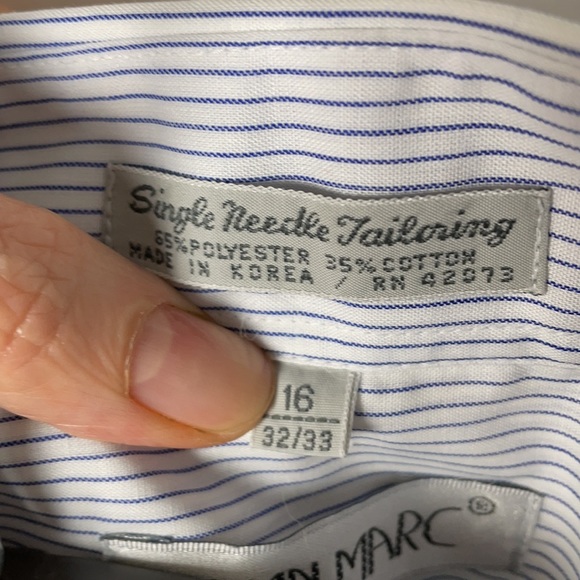 Single Needle Tailoring
65% POLYESTER 35% COTTON
MADE IN KOREA / RN 42073
16
32/33
MARC®